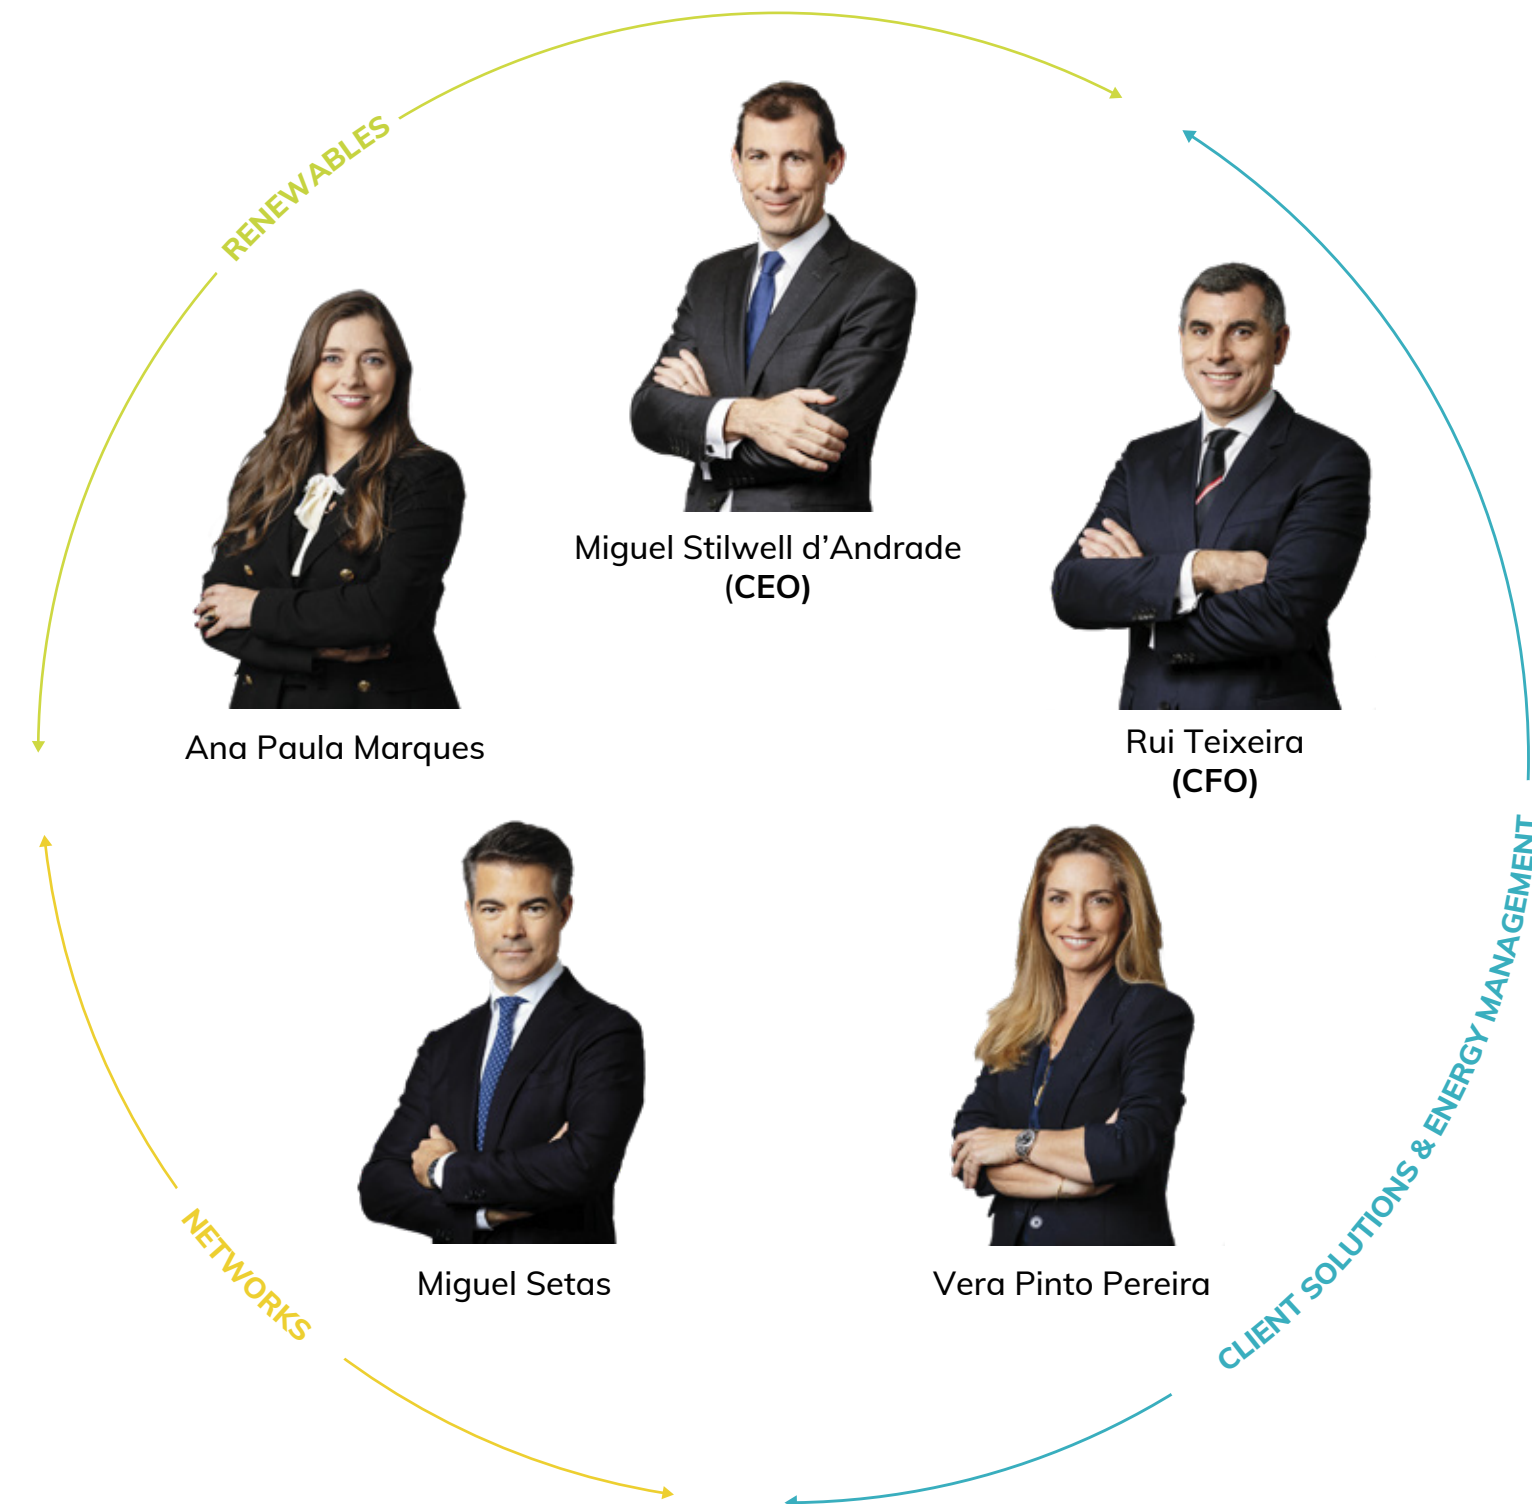 RENEWABLES
Miguel Stilwell d’Andrade
(CEO)
Ana Paula Marques
Rui Teixeira
(CFO)
Miguel Setas
Vera Pinto Pereira
NETWORKS
CLIENT SOLUTIONS & ENERGY MANAGEMENT